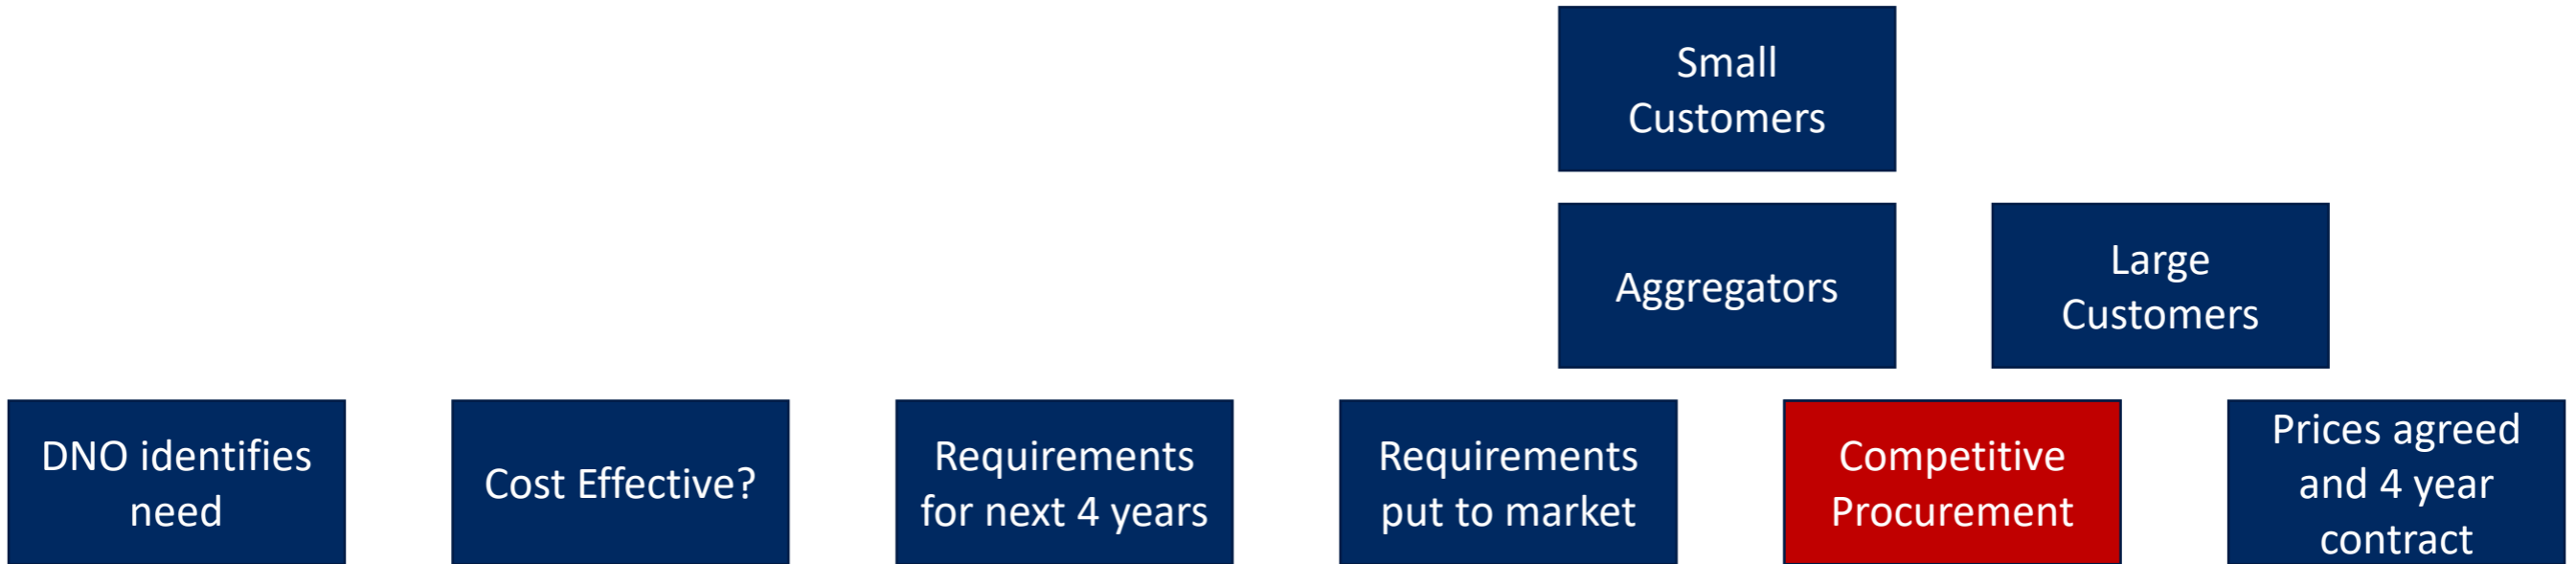 Small
Customers
Aggregators
Large
Customers
DNO identifies
need
Cost Effective?
Requirements
for next 4 years
Requirements
put to market
Competitive
Procurement
Prices agreed
and 4 year
contract